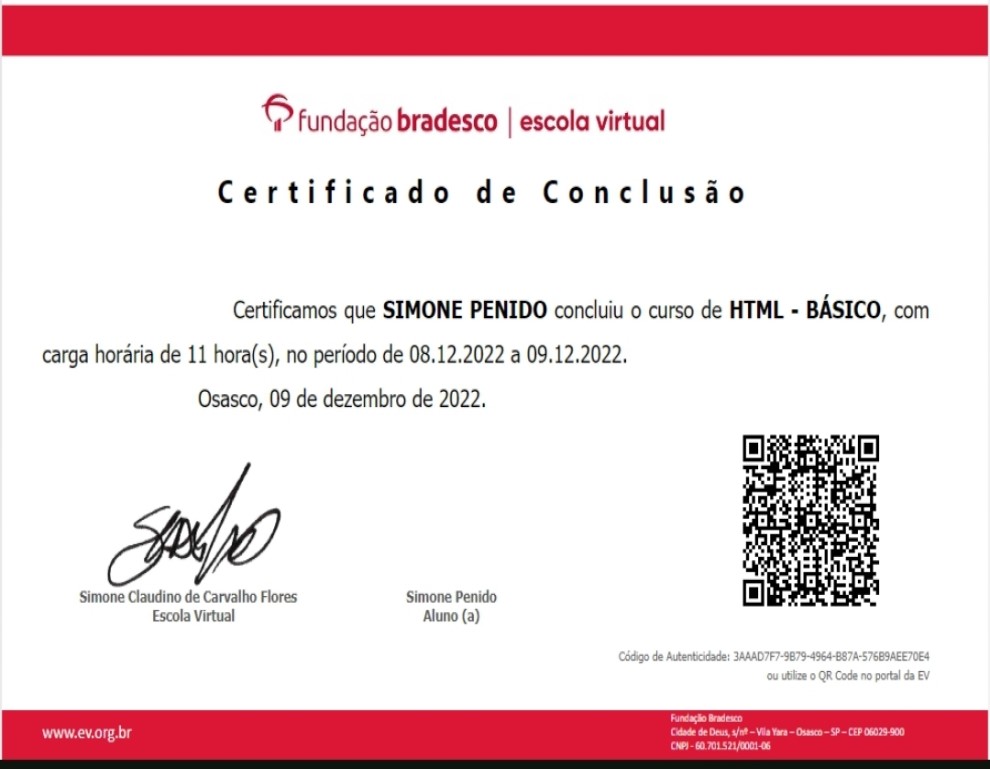 fundação bradesco | escola virtual
Certificado de Conclusão
Certificamos que SIMONE PENIDO concluiu o curso de HTML - BÁSICO, com
carga horária de 11 hora(s), no período de 08.12.2022 a 09.12.2022.
Osasco, 09 de dezembro de 2022.
Simone Claudino de Carvalho Flores
Escola Virtual
Simone Penido
Aluno (a)
Código de Autenticidade: 3AAAD7F7-9B79-4964-B87A-576B9AEE70E4
ou utilize o QR Code no portal da EV
www.ev.org.br
Fundação Bradesco
Cidade de Deus, s/nº – Vila Yara – Osasco – SP – CEP 06029-900
CNPJ - 60.701.521/0001-06